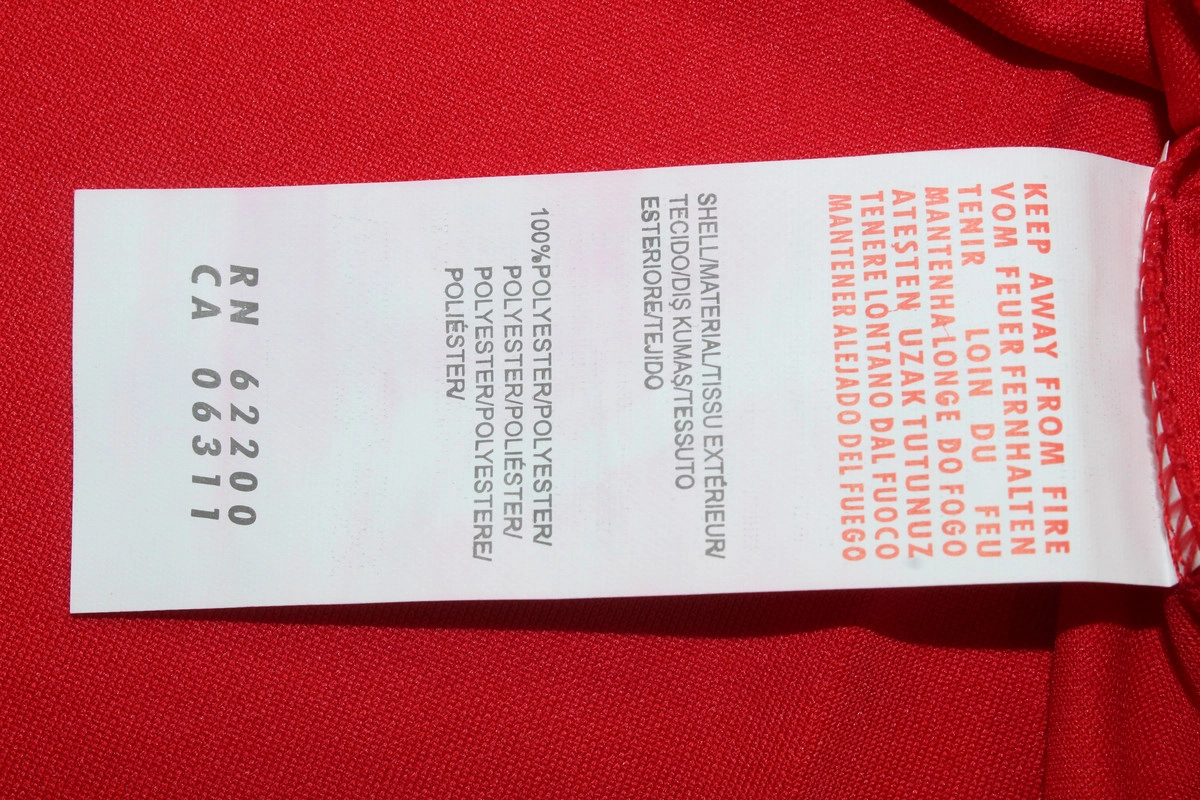 KEEP AWAY FROM FIRE
VOM FEUER FERNHALTEN
TENIR LOIN DU FEU
MANTENHA LONGE DO FOGO
ATEŞTEN UZAK TUTUNUZ
TENERE LONTANO DAL FUOCO
MANTENER ALEJADO DEL FUEGO
SHELL/MATERIAL/TISSU EXTÉRIEUR/
TECIDO/DIŞ KUMAŞ/TESSUTO
ESTERIORE/TEJIDO
100%POLYESTER/POLYESTER/
POLYESTER/POLIÉSTER/
POLYESTER/POLYESTERE/
POLIÉSTER/
RN 62200
CA 06311